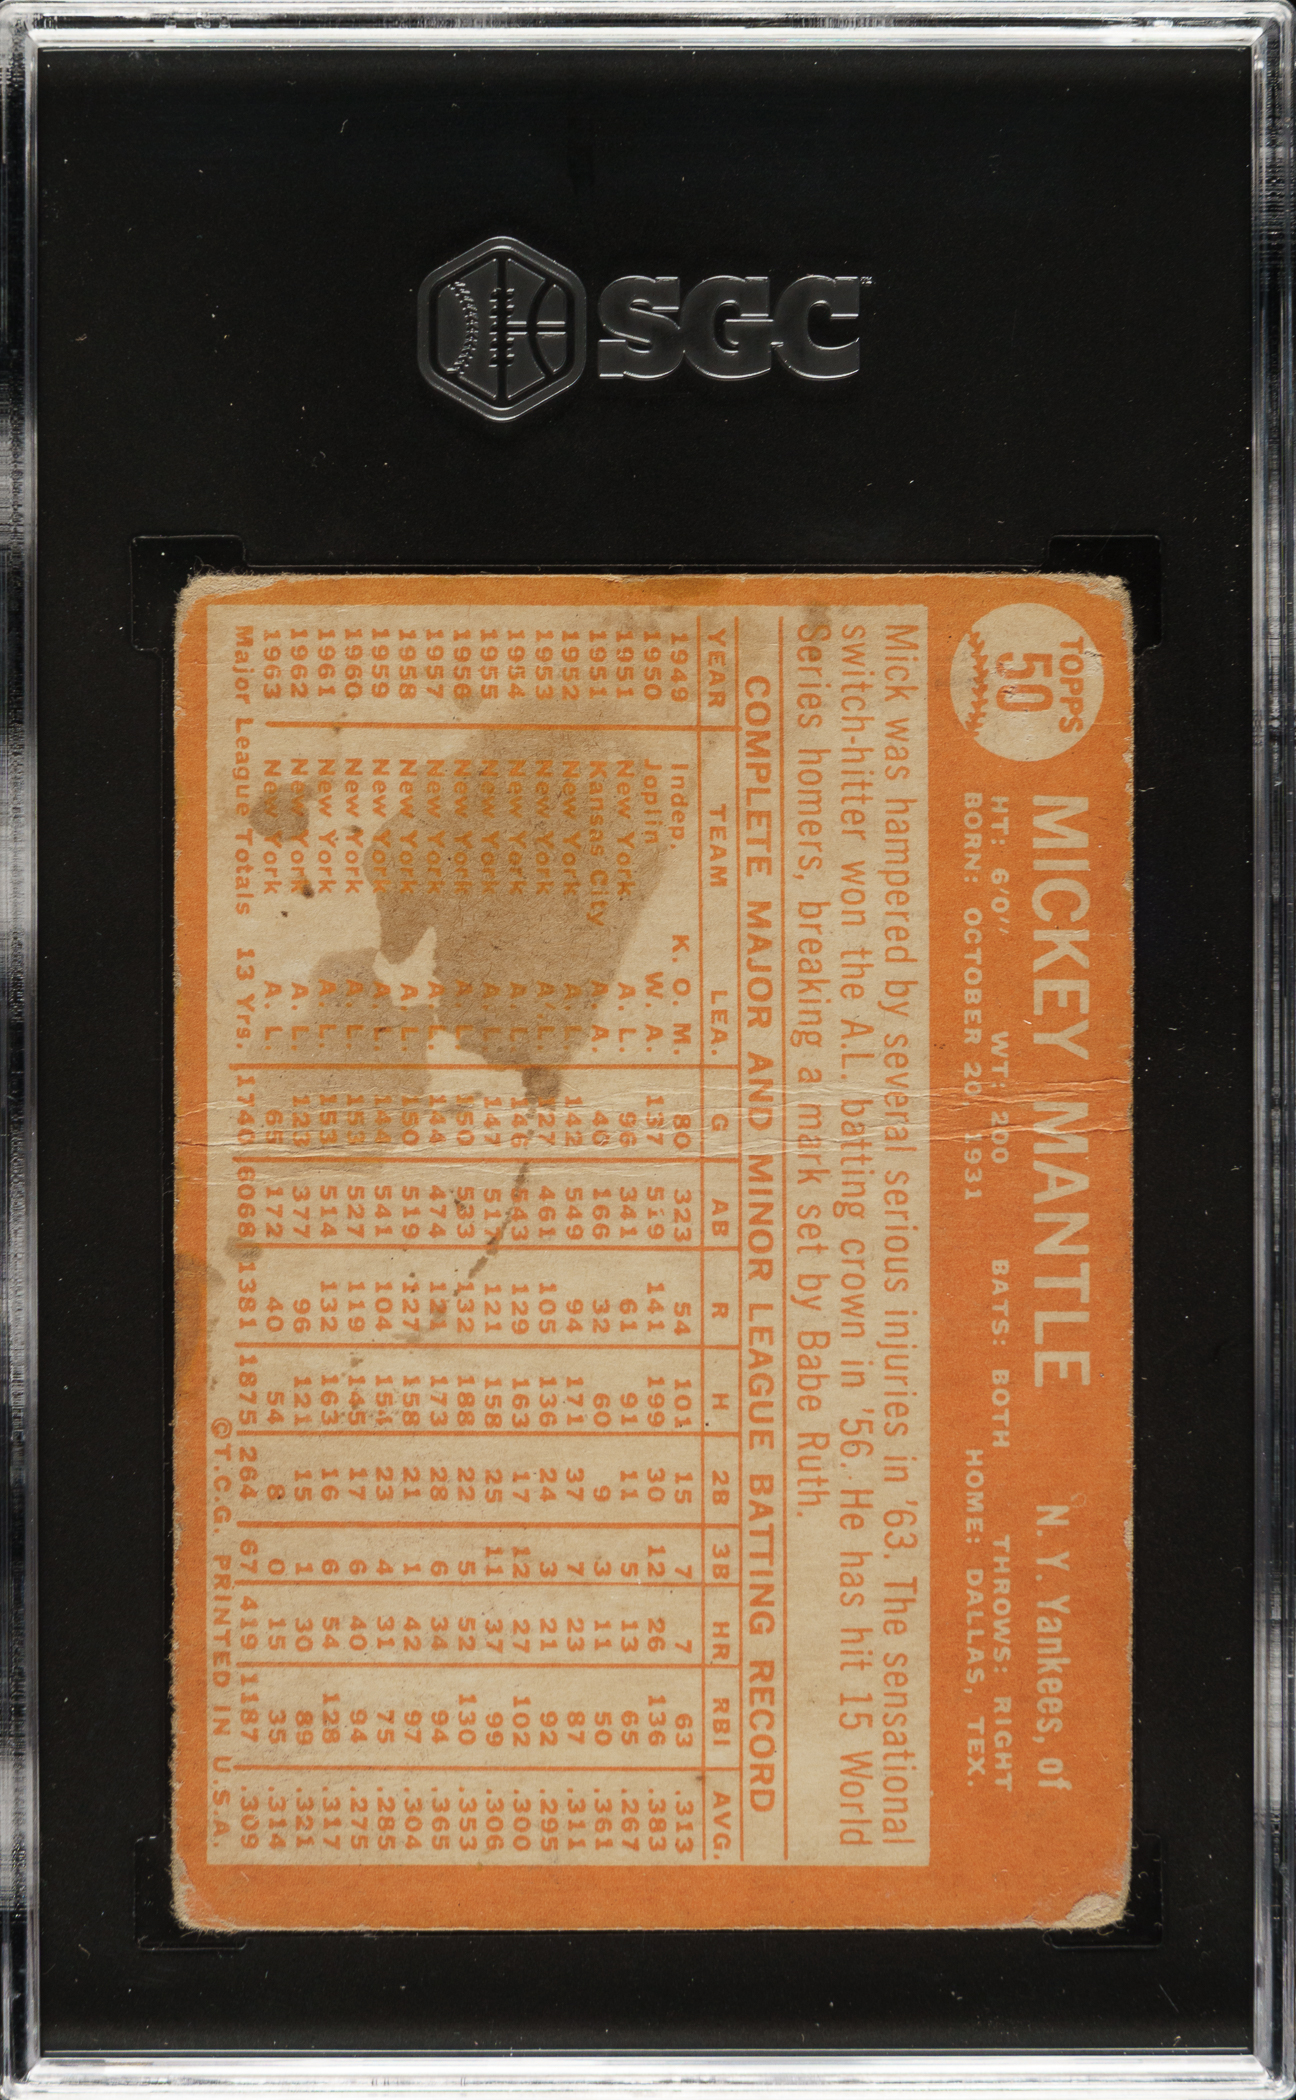 SGC
TOPPS
50
MICKEY MANTLE N. Y. Yankees, of
HT: 6'0" WT: 200 BATS: BOTH THROWS: RIGHT
BORN: OCTOBER 20 1931 HOME: DALLAS, TEX.
Mick was hampered by several serious injuries in '63. The sensational
switch-hitter won the A.L. batting crown in '56. He has hit 15 World
Series homers, breaking a mark set by Babe Ruth.
COMPLETE MAJOR AND MINOR LEAGUE BATTING RECORD
YEAR TEAM LEA. G AB R H 2B 3B HR RBI AVG.
1949 Indep. K. O. M. 80 323 54 101 15 7 7 63 .313
1950 Joplin W. A. 137 519 141 199 30 12 26 136 .383
1951 New York A. L. 96 341 61 91 11 5 13 65 .267
1951 Kansas City A. A. 40 166 32 60 9 3 11 50 .361
1952 New York A. L. 142 549 94 171 37 7 23 87 .311
1953 New York A. L. 127 461 105 136 24 3 21 92 .295
1954 New York A. L. 146 543 129 163 17 12 27 102 .300
1955 New York A. L. 147 517 121 158 25 11 37 99 .306
1956 New York A. L. 150 533 132 188 22 5 52 130 .353
1957 New York A. L. 144 474 121 173 28 6 34 94 .365
1958 New York A. L. 150 519 127 158 21 1 42 97 .304
1959 New York A. L. 144 541 104 154 23 4 31 75 .285
1960 New York A. L. 153 527 119 145 17 6 40 94 .275
1961 New York A. L. 153 514 132 163 16 6 54 128 .317
1962 New York A. L. 123 377 96 121 15 1 30 89 .321
1963 New York A. L. 65 172 40 54 8 0 15 35 .314
Major League Totals 13 Yrs. 1740 6068 1381 1875 264 67 419 1187 .309
©T.C.G. PRINTED IN U.S.A.